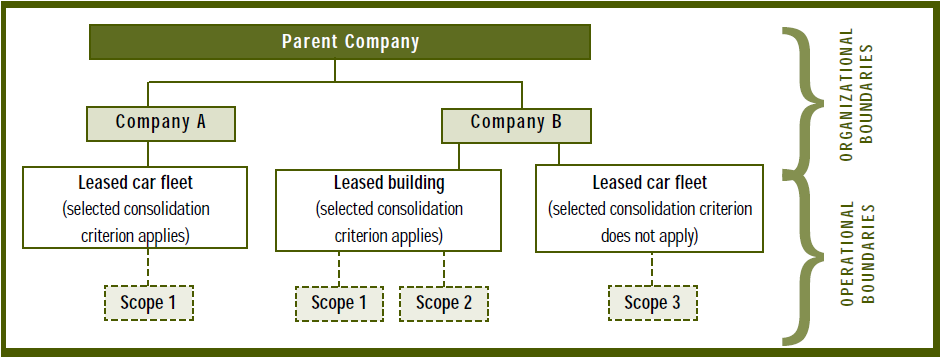 Parent Company
Company A
Company B
Leased car fleet
(selected consolidation
criterion applies)
Leased building
(selected consolidation
criterion applies)
Leased car fleet
(selected consolidation criterion
does not apply)
Scope 1
Scope 1
Scope 2
Scope 3
ORGANIZATIONAL
BOUNDARIES
OPERATIONAL
BOUNDARIES